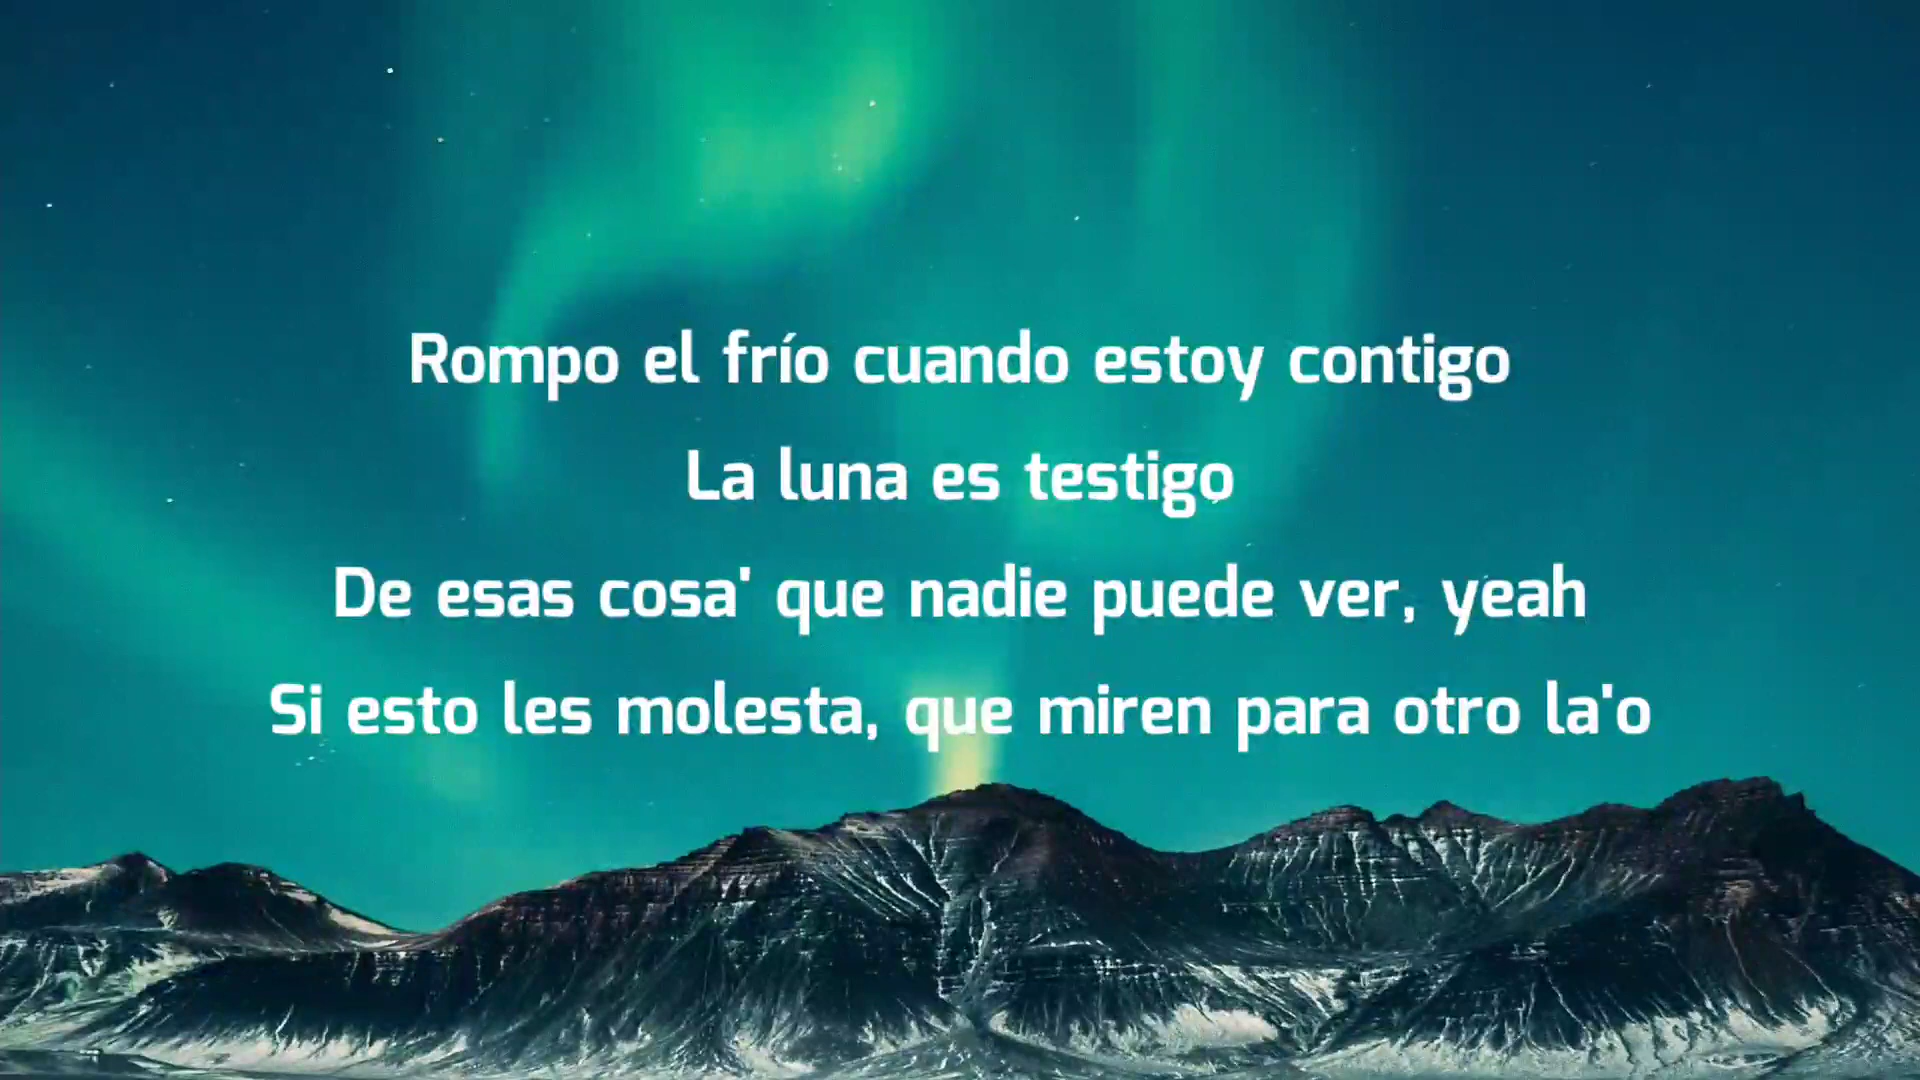 Rompo el frío cuando estoy contigo
La luna es testigo
De esas cosa' que nadie puede ver, yeah
Si esto les molesta, que miren para otro la'o